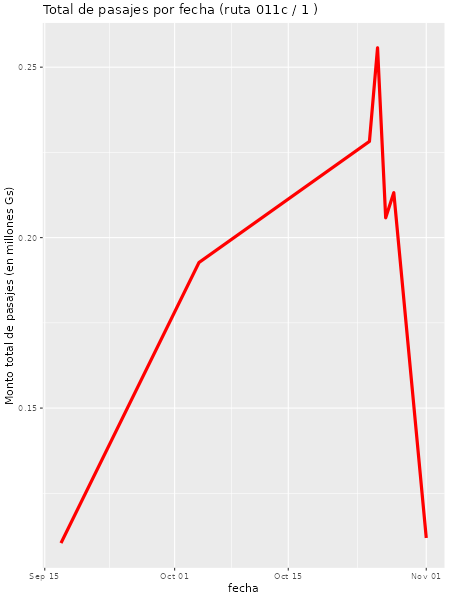 Total de pasajes por fecha (ruta 011c / 1 )
Monto total de pasajes (en millones Gs)
0.25
0.20
0.15
Sep 15
Oct 01
Oct 15
Nov 01
fecha